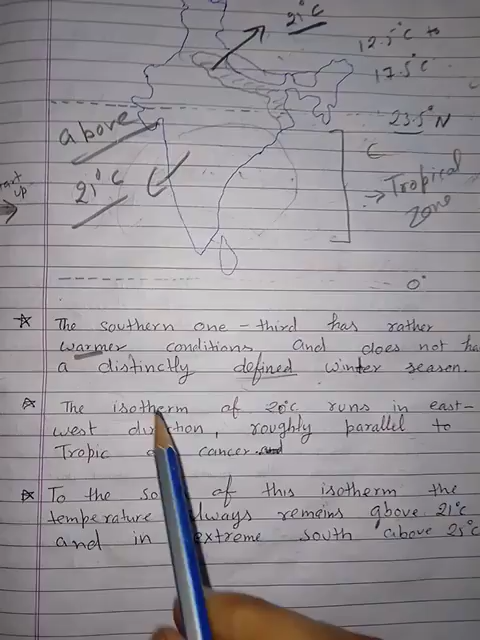 21°C
12.5°C to
17.5°C
23.5°N
above
21°C
Tropical
Zone
up
0°
The southern one-third has rather
warmer conditions and does not ha
a distinctly defined winter season.
The isotherm of 20°C runs in east-
west direction, roughly parallel to
Tropic cancer.
To the so of this isotherm the
temperature always remains above 21°C
and in extreme south above 25°C